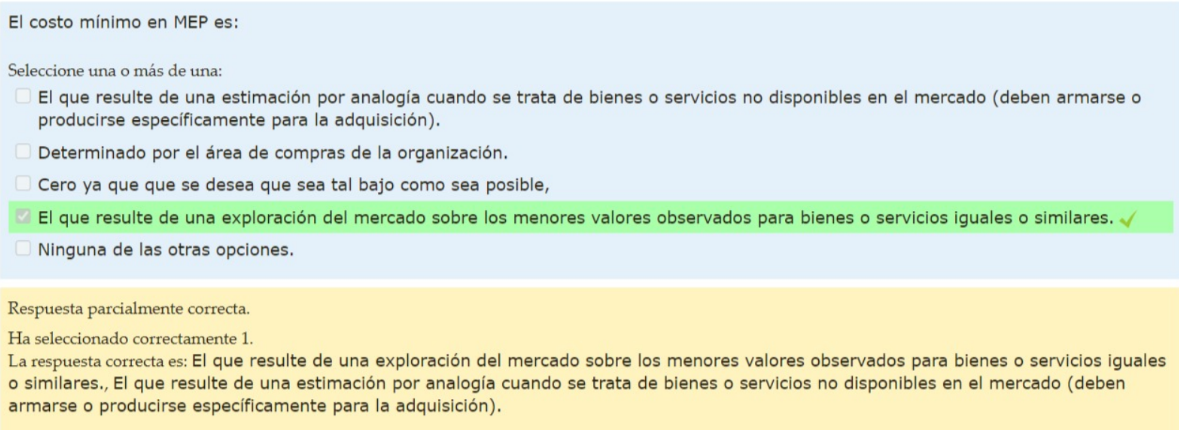 El costo mínimo en MEP es:
Seleccione una o más de una:
El que resulte de una estimación por analogía cuando se trata de bienes o servicios no disponibles en el mercado (deben armarse o
producirse específicamente para la adquisición).
Determinado por el área de compras de la organización.
Cero ya que que se desea que sea tal bajo como sea posible,
El que resulte de una exploración del mercado sobre los menores valores observados para bienes o servicios iguales o similares.
Ninguna de las otras opciones.
Respuesta parcialmente correcta.
Ha seleccionado correctamente 1.
La respuesta correcta es: El que resulte de una exploración del mercado sobre los menores valores observados para bienes o servicios iguales
o similares., El que resulte de una estimación por analogía cuando se trata de bienes o servicios no disponibles en el mercado (deben
armarse o producirse específicamente para la adquisición).